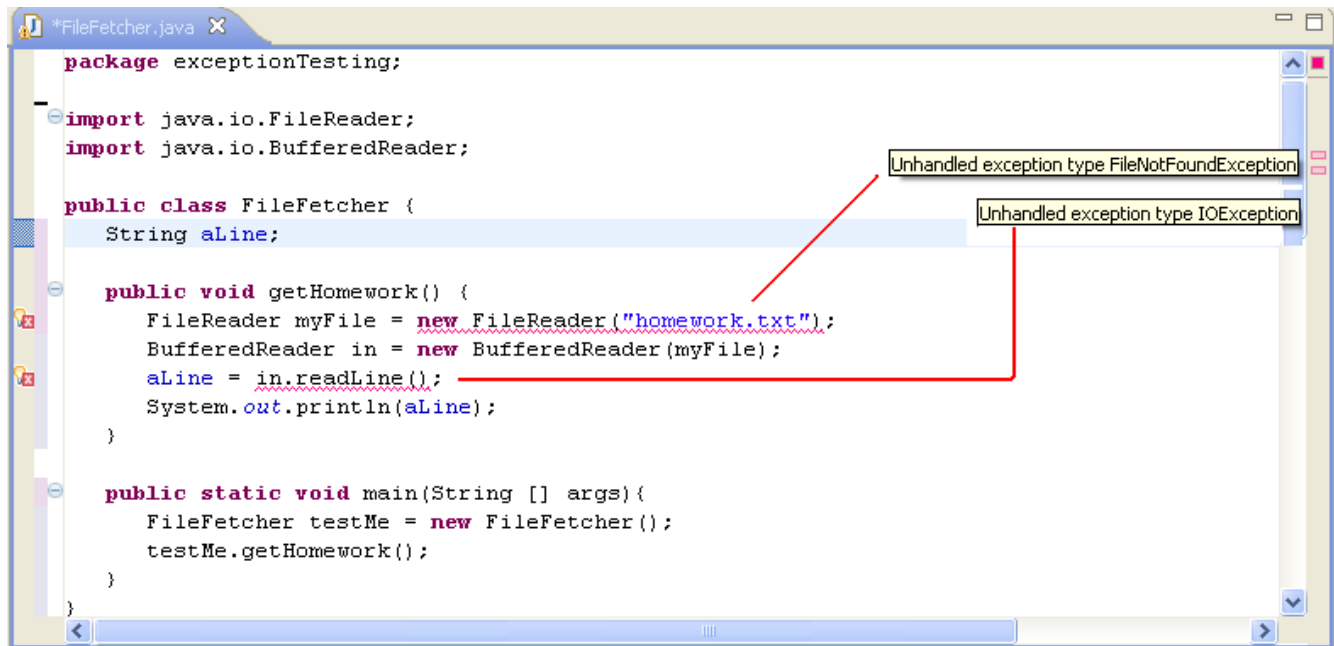 *FileFetcher.java
package exceptionTesting;
import java.io.FileReader;
import java.io.BufferedReader;
Unhandled exception type FileNotFoundException
public class FileFetcher {
Unhandled exception type IOException
String aLine;
public void getHomework() {
FileReader myFile = new FileReader("homework.txt");
BufferedReader in = new BufferedReader(myFile);
aLine = in.readLine();
System.out.println(aLine);
}
public static void main(String [] args){
FileFetcher testMe = new FileFetcher();
testMe.getHomework();
}
}